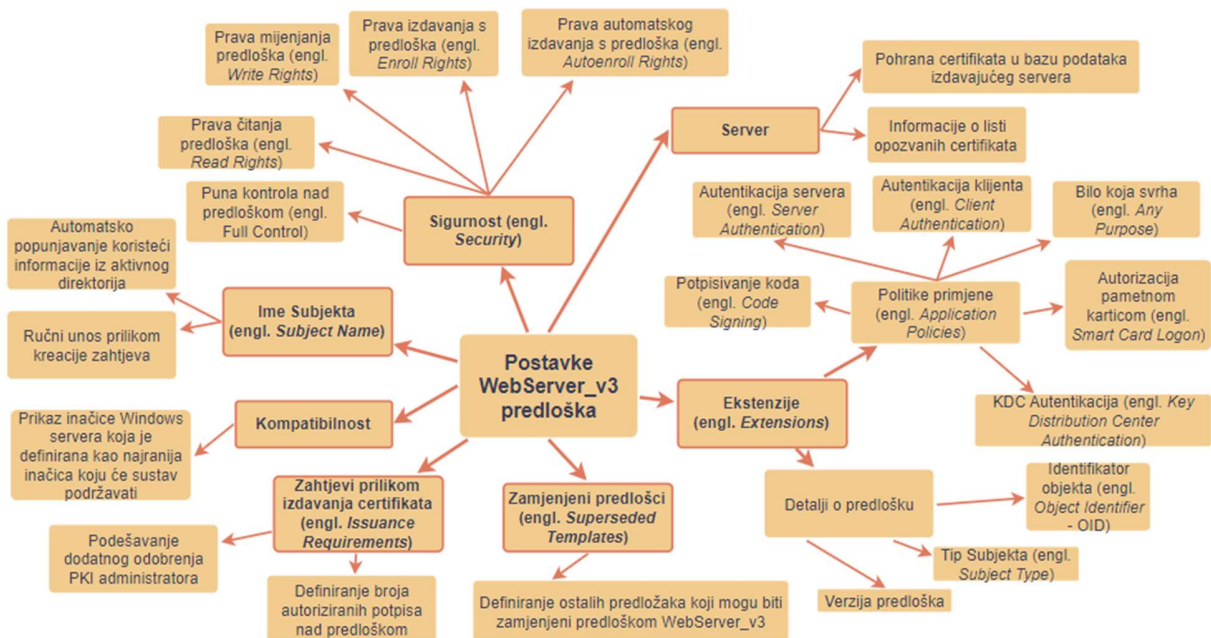 Prava mijenjanja
predloška (engl.
Write Rights)
Prava izdavanja s
predloška (engl.
Enroll Rights)
Prava automatskog
izdavanja s predloška (engl.
Autoenroll Rights)
Pohrana certifikata u bazu podataka
izdavajućeg servera
Server
Informacije o listi
opozvanih certifikata
Prava čitanja
predloška (engl.
Read Rights)
Puna kontrola nad
predloškom (engl.
Full Control)
Sigurnost (engl.
Security)
Autentikacija servera
(engl. Server
Authentication)
Autentikacija klijenta
(engl. Client
Authentication)
Bilo koja svrha
(engl. Any
Purpose)
Automatsko
popunjavanje koristeći
informacije iz aktivnog
direktorija
Ručni unos prilikom
kreacije zahtjeva
Ime Subjekta
(engl. Subject Name)
Potpisivanje koda
(engl. Code
Signing)
Politike primjene
(engl. Application
Policies)
Autorizacija
pametnom
karticom (engl.
Smart Card Logon)
Postavke
WebServer_v3
predloška
Ekstenzije
(engl. Extensions)
KDC Autentikacija (engl. Key
Distribution Center
Authentication)
Kompatibilnost
Prikaz inačice Windows
servera koja je
definirana kao najranija
inačica koju će sustav
podržavati
Zahtjevi prilikom
izdavanja certifikata
(engl. Issuance
Requirements)
Zamjenjeni predlošci
(engl. Superseded
Templates)
Detalji o predlošku
Identifikator
objekta (engl.
Object Identifier
- OID)
Podešavanje
dodatnog odobrenja
PKI administratora
Definiranje broja
autoriziranih potpisa
nad predloškom
Definiranje ostalih predložaka koji mogu biti
zamjenjeni predloškom WebServer_v3
Tip Subjekta (engl.
Subject Type)
Verzija predloška